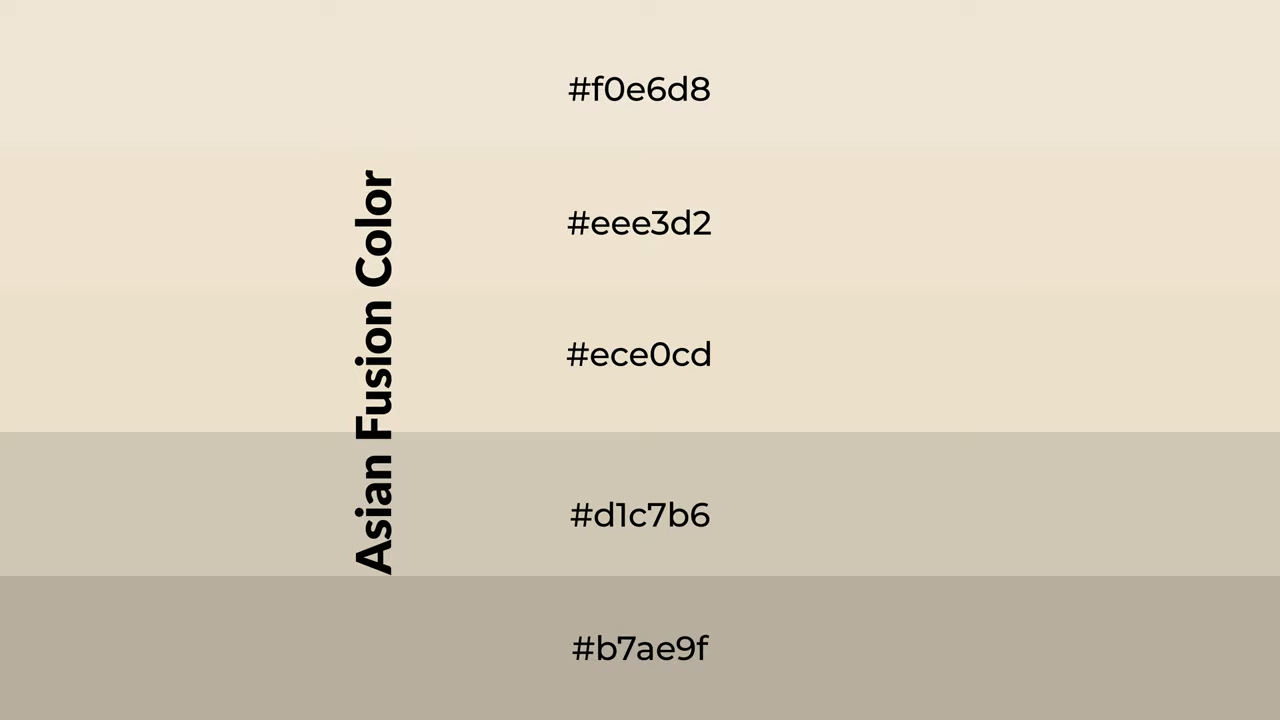 Asian Fusion Color
#f0e6d8
#eee3d2
#ece0cd
#d1c7b6
#b7ae9f